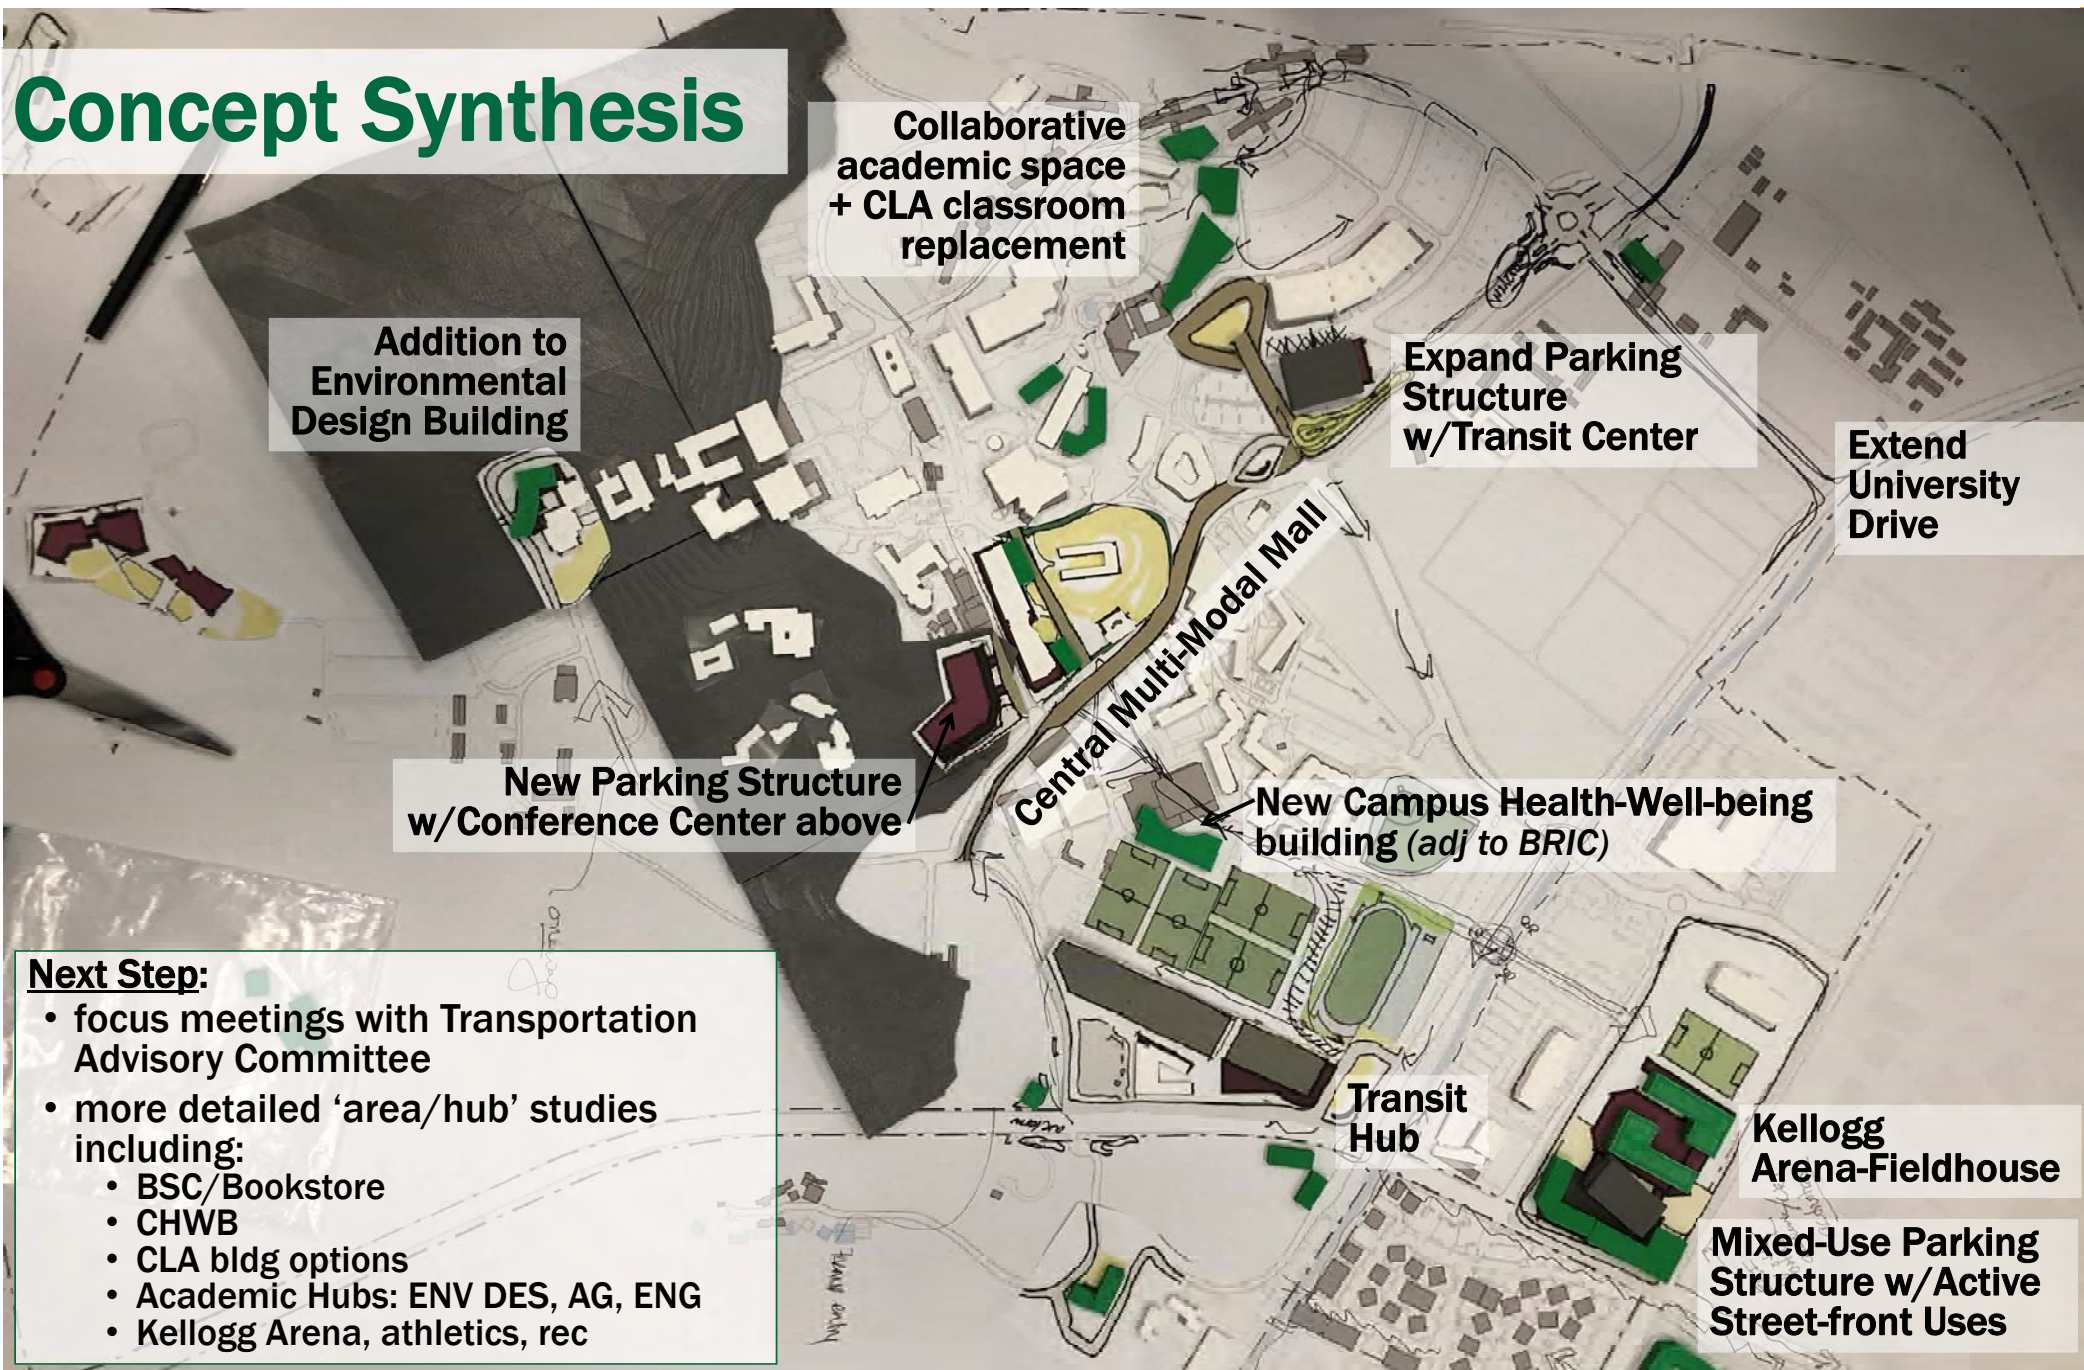 Concept Synthesis
Collaborative
academic space
+ CLA classroom
replacement
Addition to
Environmental
Design Building
Expand Parking
Structure
w/Transit Center
Extend
University
Drive
Central Multi-Modal Mall
New Parking Structure
w/Conference Center above
New Campus Health-Well-being
building (adj to BRIC)
Next Step:
• focus meetings with Transportation
Advisory Committee
• more detailed ‘area/hub’ studies
including:
• BSC/Bookstore
• CHWB
• CLA bldg options
• Academic Hubs: ENV DES, AG, ENG
• Kellogg Arena, athletics, rec
Transit
Hub
Kellogg
Arena-Fieldhouse
Mixed-Use Parking
Structure w/Active
Street-front Uses